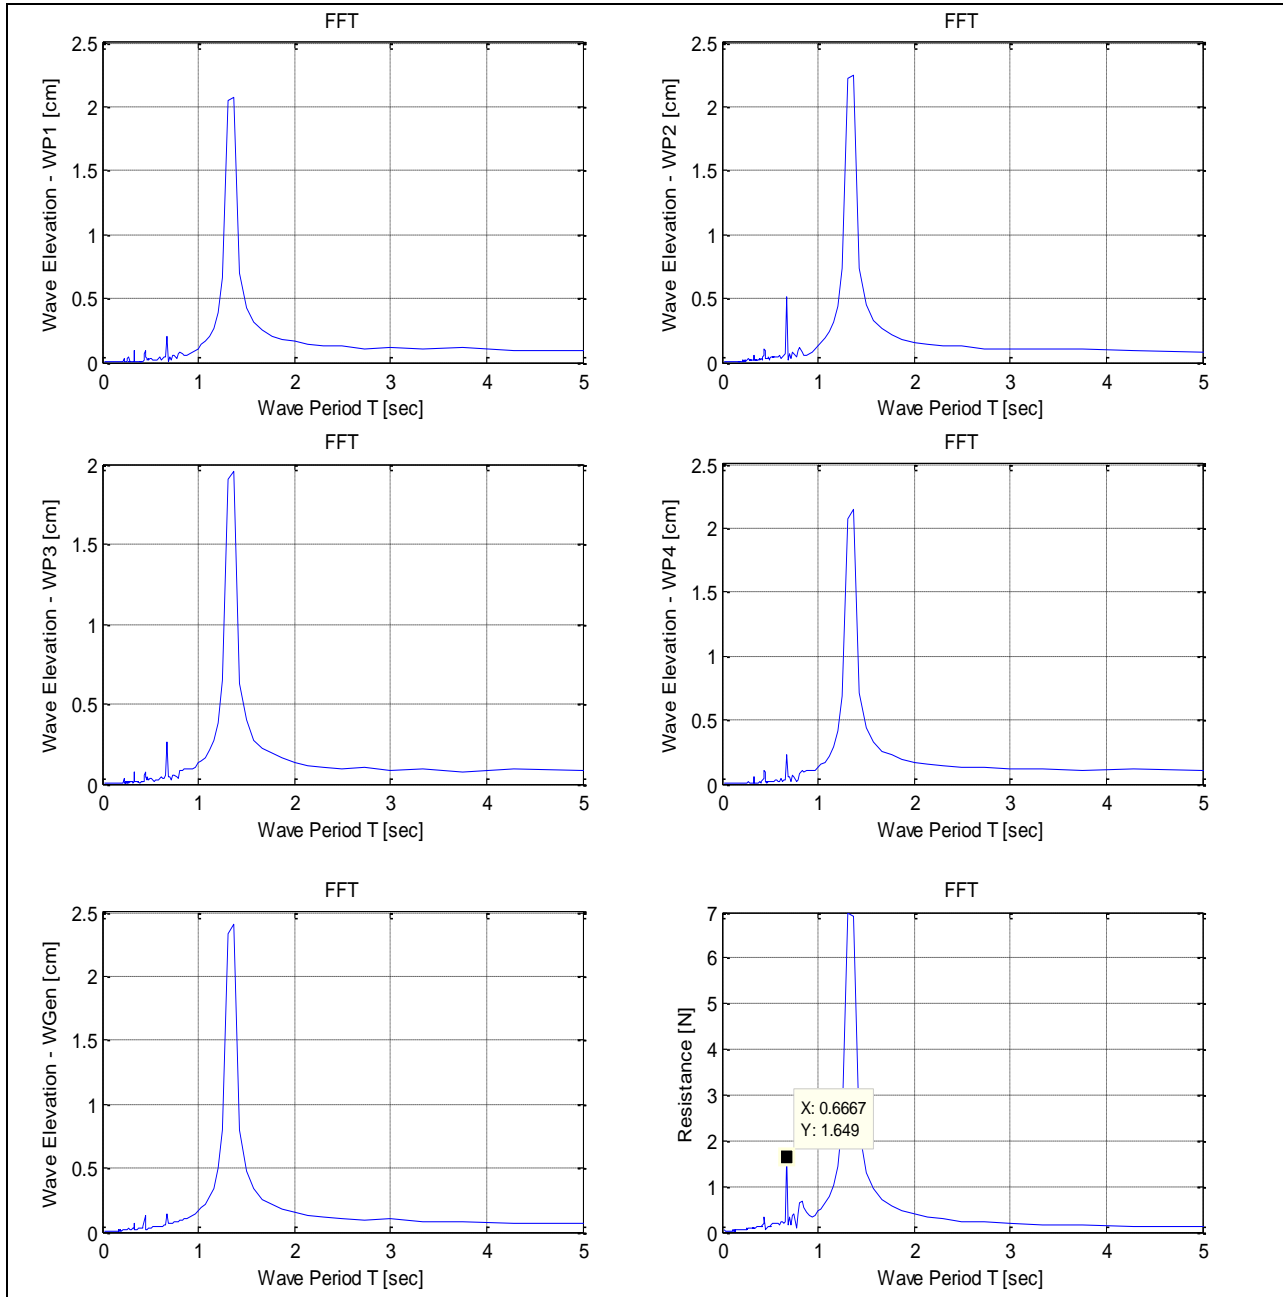 FFT
Wave Elevation - WP1 [cm]
2.5
2
1.5
1
0.5
0
0 1 2 3 4 5
Wave Period T [sec]
FFT
Wave Elevation - WP2 [cm]
2.5
2
1.5
1
0.5
0
0 1 2 3 4 5
Wave Period T [sec]
FFT
Wave Elevation - WP3 [cm]
2
1.5
1
0.5
0
0 1 2 3 4 5
Wave Period T [sec]
FFT
Wave Elevation - WP4 [cm]
2.5
2
1.5
1
0.5
0
0 1 2 3 4 5
Wave Period T [sec]
FFT
Wave Elevation - WGen [cm]
2.5
2
1.5
1
0.5
0
0 1 2 3 4 5
Wave Period T [sec]
FFT
Resistance [N]
7
6
5
4
3
2
1
0
X: 0.6667
Y: 1.649
0 1 2 3 4 5
Wave Period T [sec]